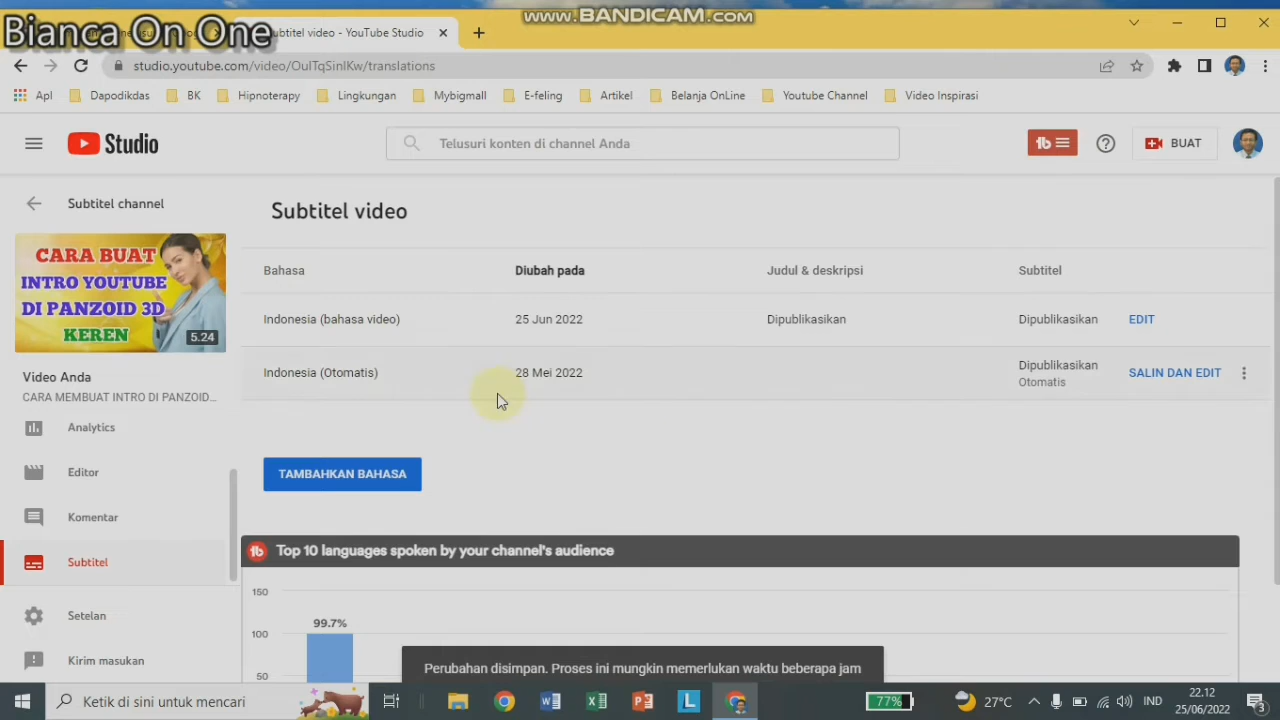 www.BANDICAM.com
Bianca On One
Subtitel video - YouTube Studio
studio.youtube.com/video/OulTqSinlKw/translations
Apl Dapodikdas BK Hipnoterapy Lingkungan Mybigmall E-feling Artikel Belanja OnLine Youtube Channel Video Inspirasi
Studio
Telusuri konten di channel Anda
tb
BUAT
Subtitel channel
Subtitel video
CARA BUAT
INTRO YOUTUBE
DI PANZOID 3D
KEREN
5.24
Bahasa Diubah pada Judul & deskripsi Subtitel
Indonesia (bahasa video) 25 Jun 2022 Dipublikasikan Dipublikasikan EDIT
Indonesia (Otomatis) 28 Mei 2022 Dipublikasikan SALIN DAN EDIT
Otomatis
Video Anda
CARA MEMBUAT INTRO DI PANZOID...
Analytics
Editor
Komentar
Subtitel
Setelan
Kirim masukan
TAMBAHKAN BAHASA
tb Top 10 languages spoken by your channel's audience
150
99.7%
100
50
Perubahan disimpan. Proses ini mungkin memerlukan waktu beberapa jam
Ketik di sini untuk mencari
77%
27°C
IND
22.12
25/06/2022
3